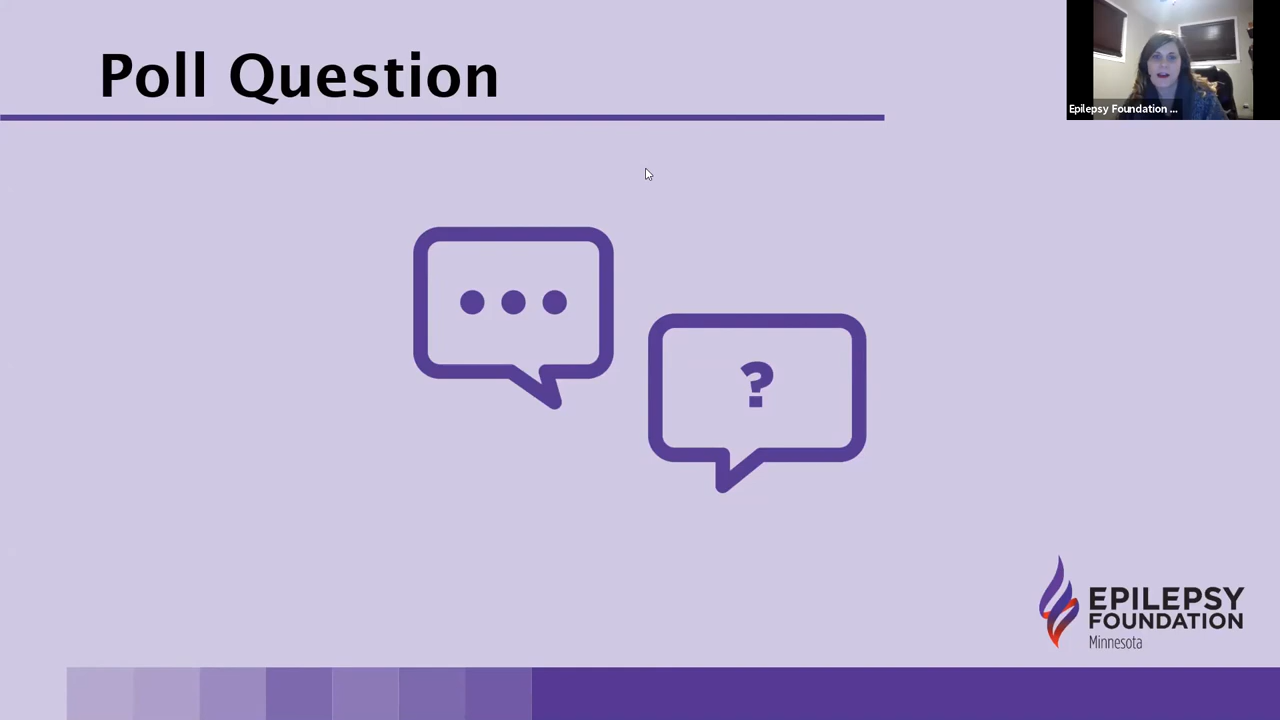 Poll Question
Epilepsy Foundation ...
...
?
EPILEPSY
FOUNDATION
Minnesota